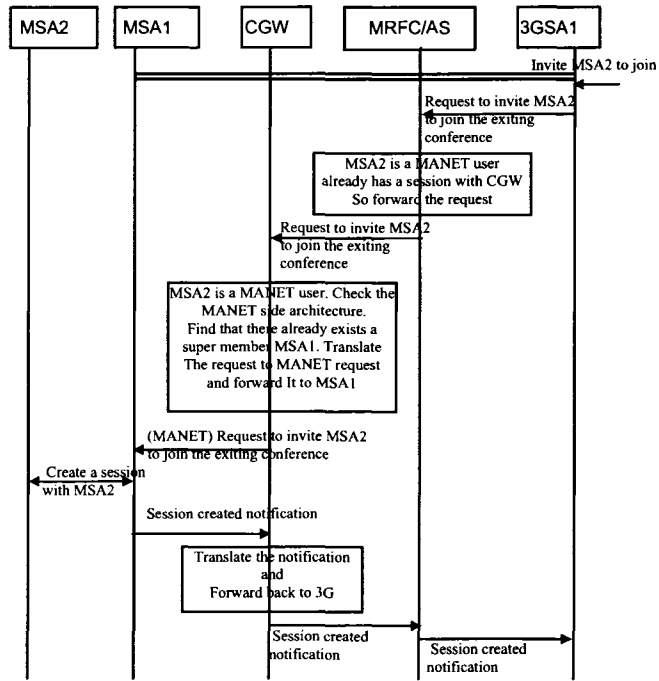 MSA2 MSA1 CGW MRFC/AS 3GSA1
Invite MSA2 to join
Request to invite MSA2
to join the exiting
conference
MSA2 is a MANET user
already has a session with CGW
So forward the request
Request to invite MSA2
to join the exiting
conference
MSA2 is a MANET user. Check the
MANET side architecture.
Find that there already exists a
super member MSA1. Translate
The request to MANET request
and forward It to MSA1
(MANET) Request to invite MSA2
to join the exiting conference
Create a session
with MSA2
Session created notification
Translate the notification
and
Forward back to 3G
Session created
notification
Session created
notification